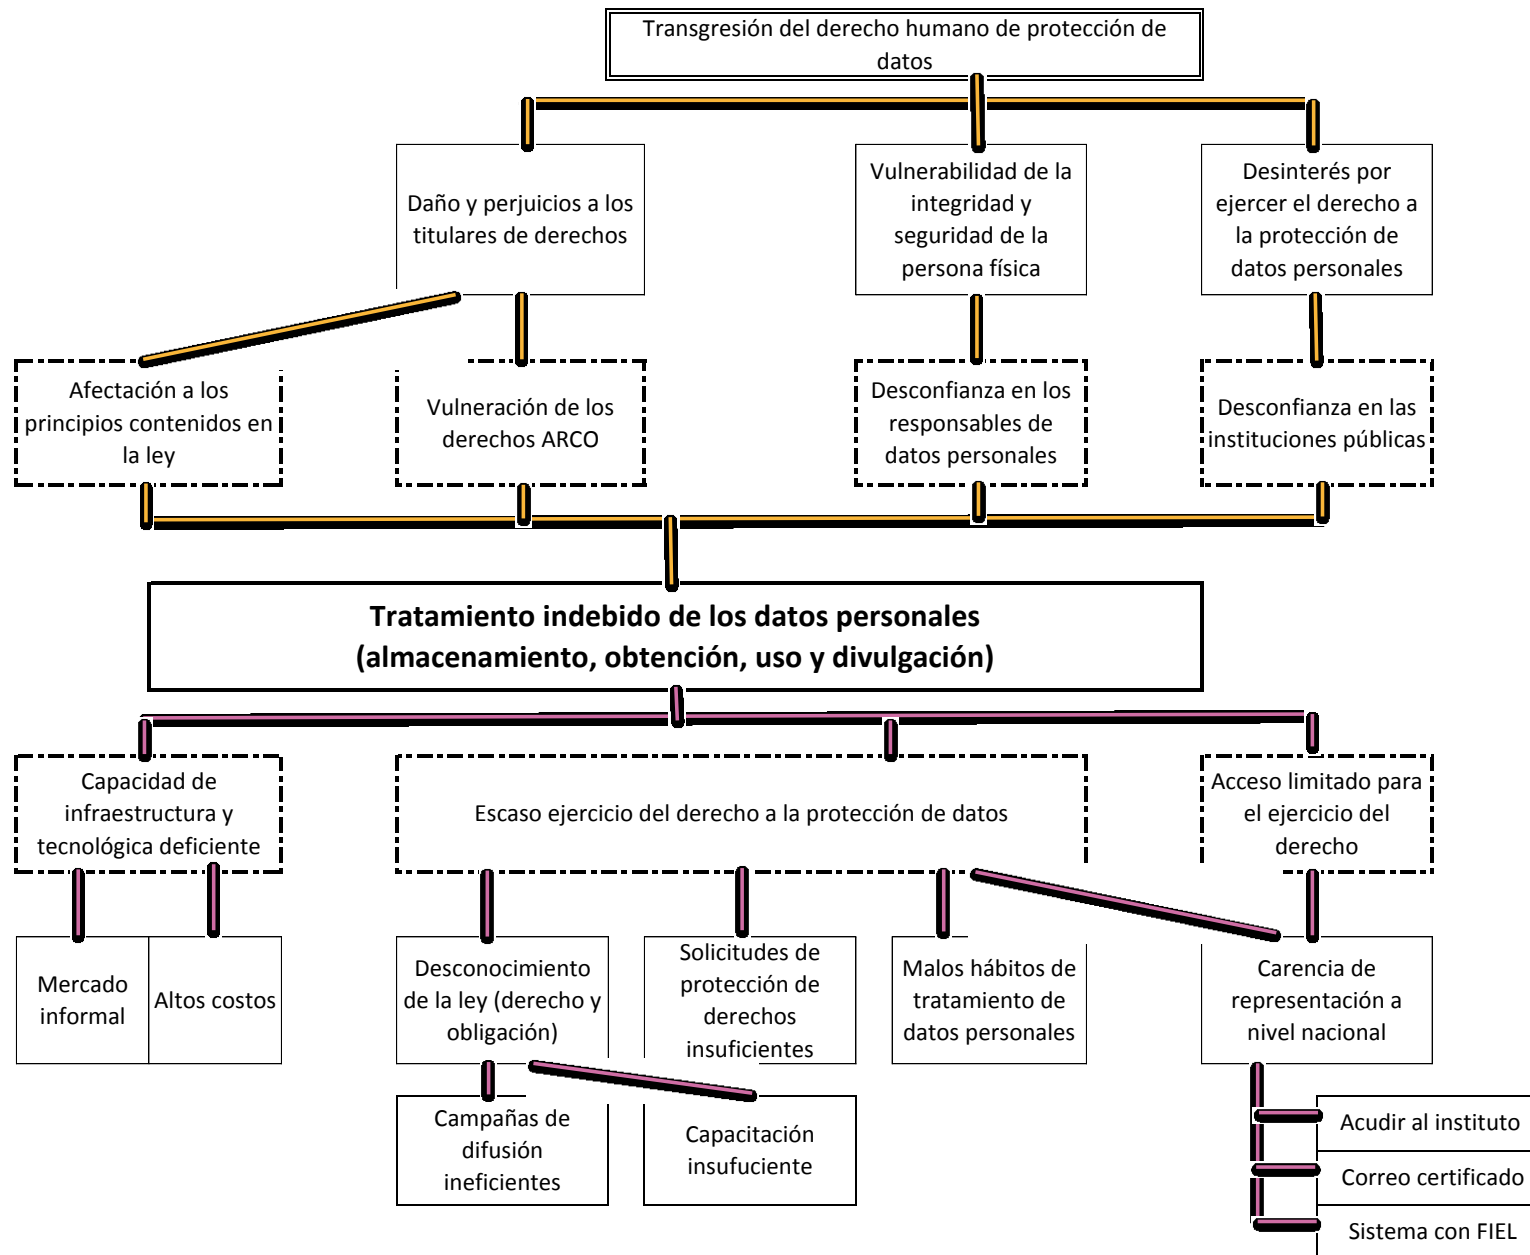 Transgresión del derecho humano de protección de
datos
Daño y perjuicios a los
titulares de derechos
Vulnerabilidad de la
integridad y
seguridad de la
persona física
Desinterés por
ejercer el derecho a
la protección de
datos personales
Afectación a los
principios contenidos en
la ley
Vulneración de los
derechos ARCO
Desconfianza en los
responsables de
datos personales
Desconfianza en las
instituciones públicas
Tratamiento indebido de los datos personales
(almacenamiento, obtención, uso y divulgación)
Capacidad de
infraestructura y
tecnológica deficiente
Escaso ejercicio del derecho a la protección de datos
Acceso limitado para
el ejercicio del
derecho
Mercado
informal
Altos costos
Desconocimiento
de la ley (derecho y
obligación)
Solicitudes de
protección de
derechos
insuficientes
Malos hábitos de
tratamiento de
datos personales
Carencia de
representación a
nivel nacional
Campañas de
difusión
ineficientes
Capacitación
insufuciente
Acudir al instituto
Correo certificado
Sistema con FIEL